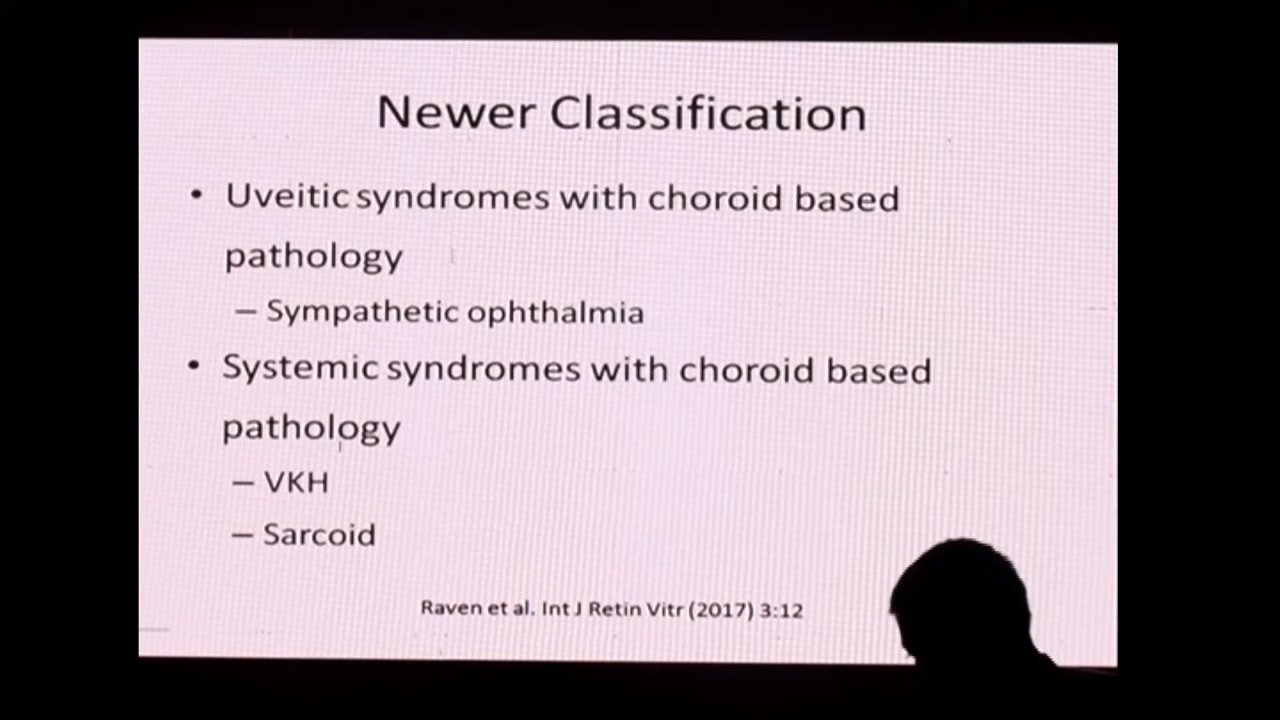 Newer Classification
• Uveitic syndromes with choroid based
pathology
– Sympathetic ophthalmia
• Systemic syndromes with choroid based
pathology
– VKH
– Sarcoid
Raven et al. Int J Retin Vitr (2017) 3:12